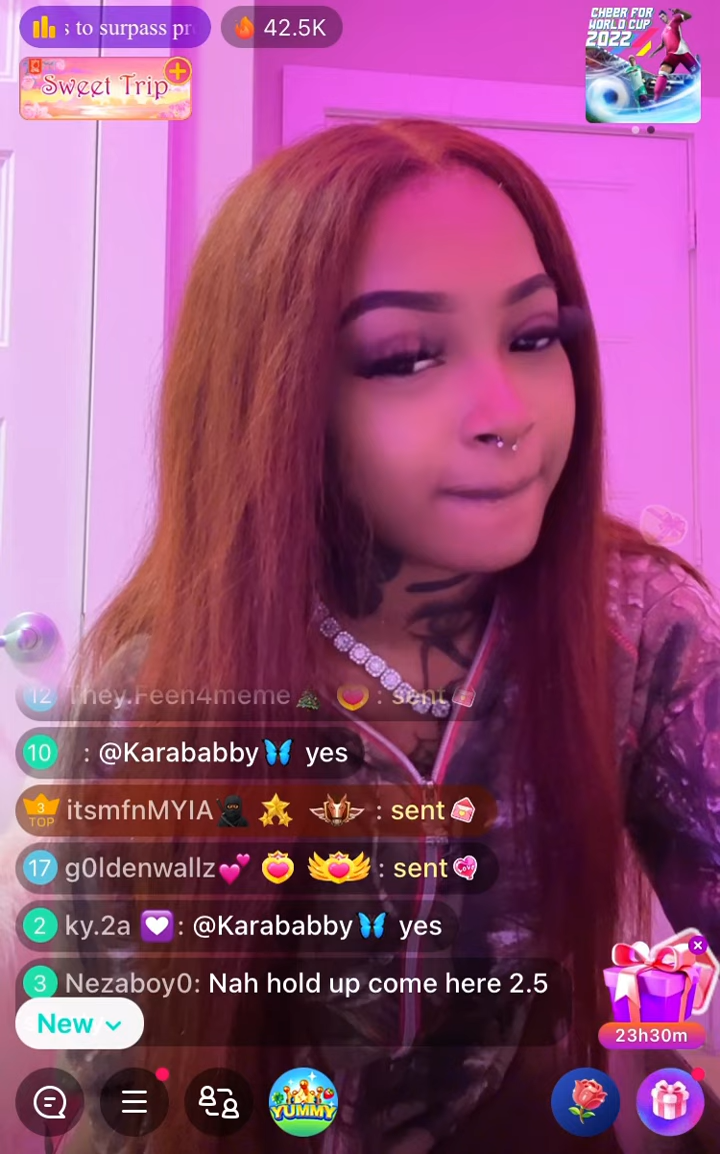 s to surpass pr
42.5K
CHEER FOR
WORLD CUP
2022
Sweet Trip
12 They.Feen4meme : sent
10 : @Karababby yes
3
TOP
itsmfnMYIA : sent
17 g0ldenwallz : sent
2 ky.2a : @Karababby yes
3 Nezaboy0: Nah hold up come here 2.5
New
23h30m
YUMMY